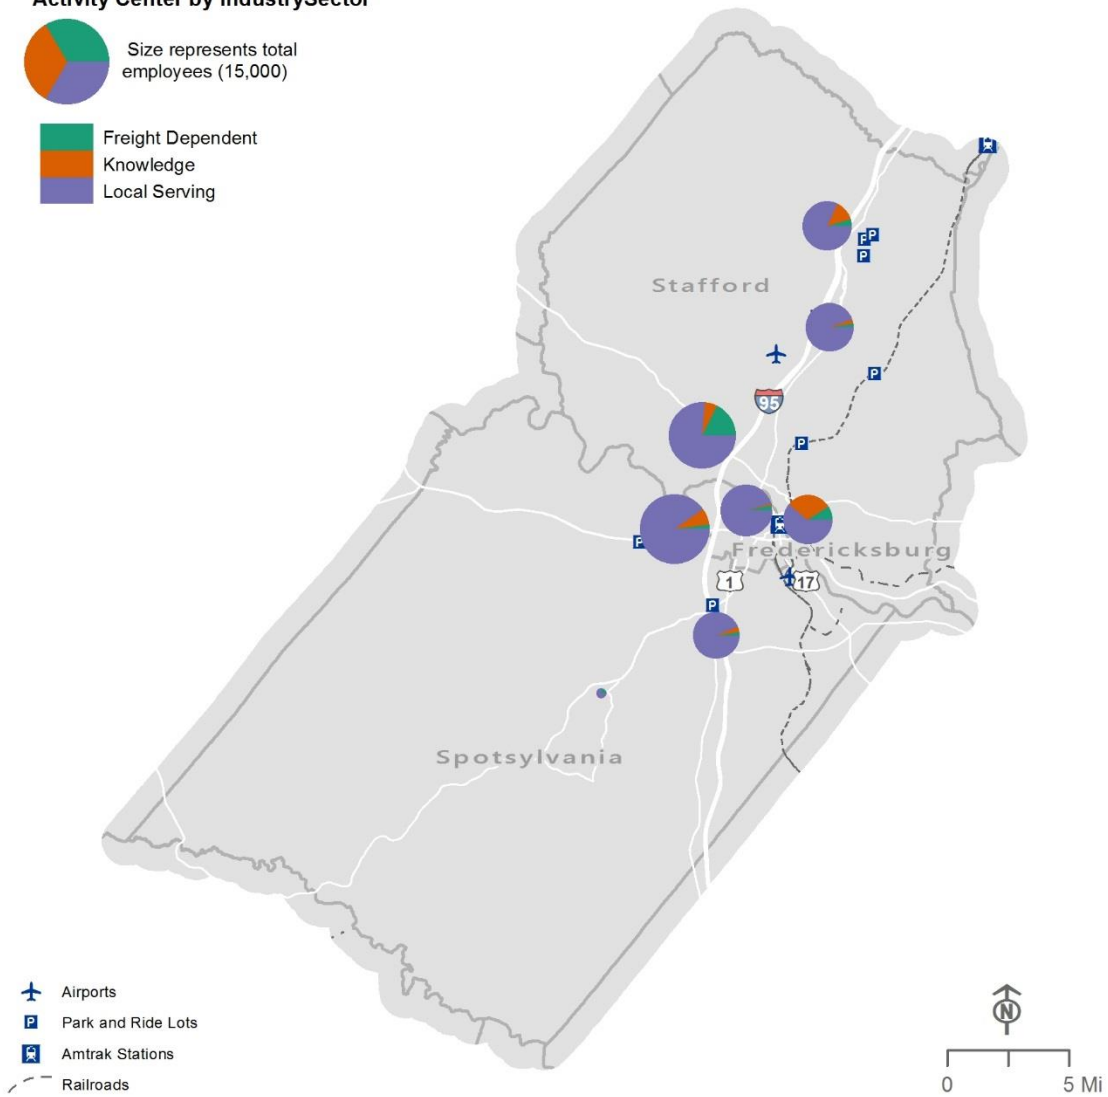 Activity Center by IndustrySector
Size represents total
employees (15,000)
Freight Dependent
Knowledge
Local Serving
P
P
P
Stafford
P
95
P
P
Fredericksburg
1
17
P
Spotsylvania
Airports
P
Park and Ride Lots
Amtrak Stations
Railroads
N
0
5 Mi